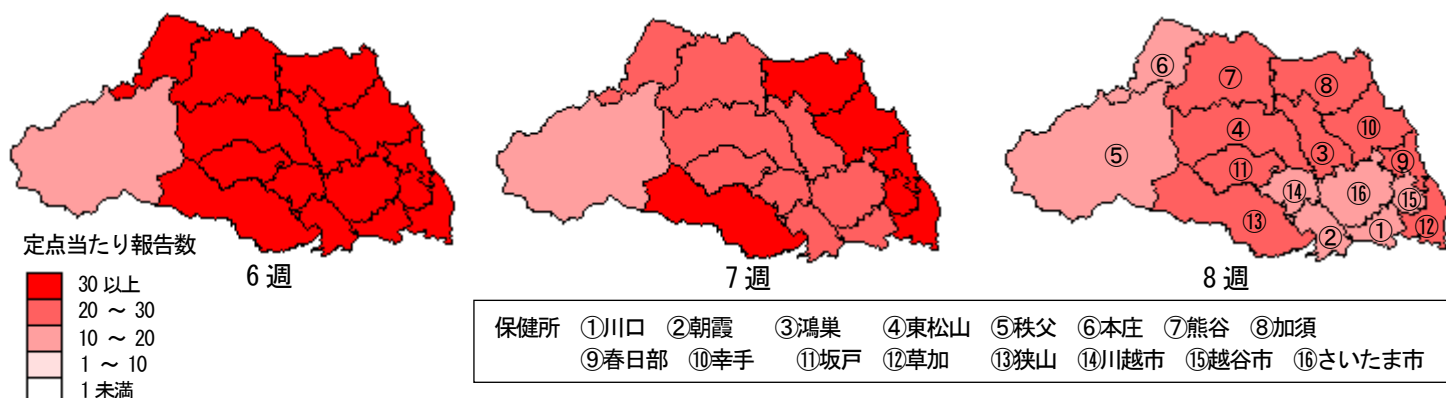 ⑥ ⑦ ⑧
④ ③ ⑩
⑤ ⑪ ⑨
⑭ ⑯ ⑮
⑬ ② ① ⑫
定点当たり報告数
6週 7週 8週
30 以上
20 ～ 30
10 ～ 20
1 ～ 10
1 未満
保健所 ①川口 ②朝霞 ③鴻巣 ④東松山 ⑤秩父 ⑥本庄 ⑦熊谷 ⑧加須
⑨春日部 ⑩幸手 ⑪坂戸 ⑫草加 ⑬狭山 ⑭川越市 ⑮越谷市 ⑯さいたま市